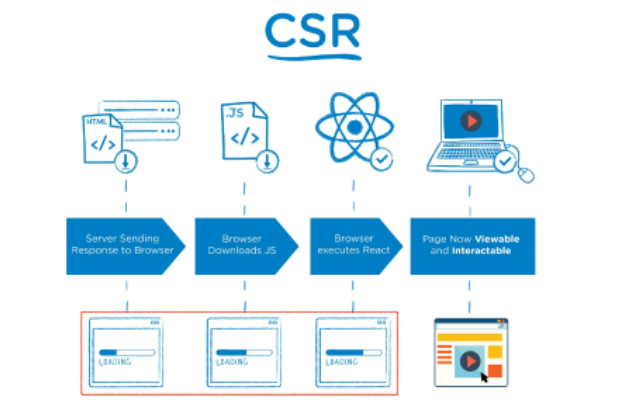 CSR
HTML
</>
.JS
</>
Server Sending
Response to Browser
Browser
Downloads JS
Browser
executes React
Page Now Viewable
and Interactable
LOADING
LOADING
LOADING